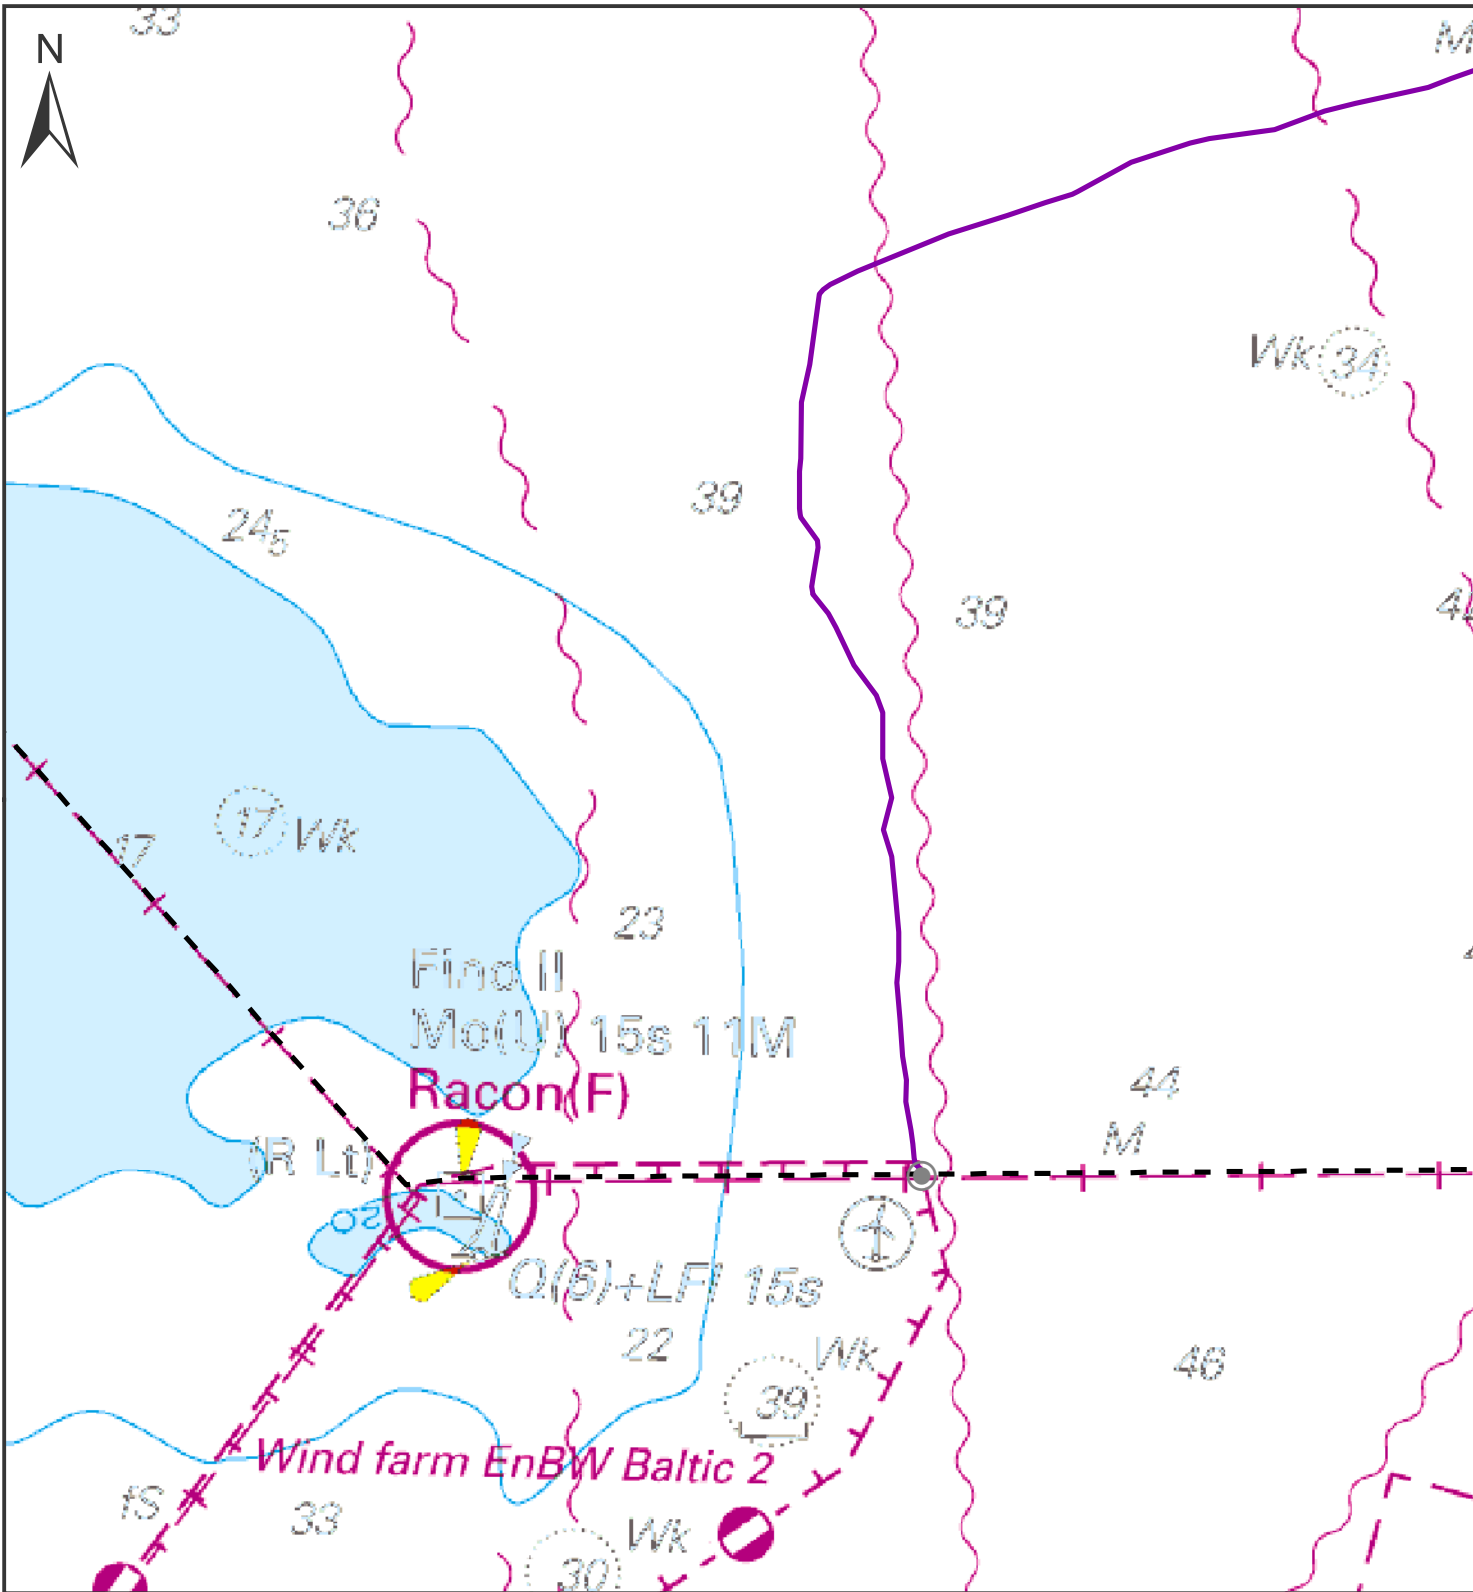 33
N
M
36
Wk 34
24₅
39
39
17 Wk
17
23
Fino II
Mo(U) 15s 11M
Racon(F)
44
M
(R Lt)
20
Q(6)+LFl 15s
22
Wk
39
46
Wind farm EnBW Baltic 2
fS
33
Wk
30